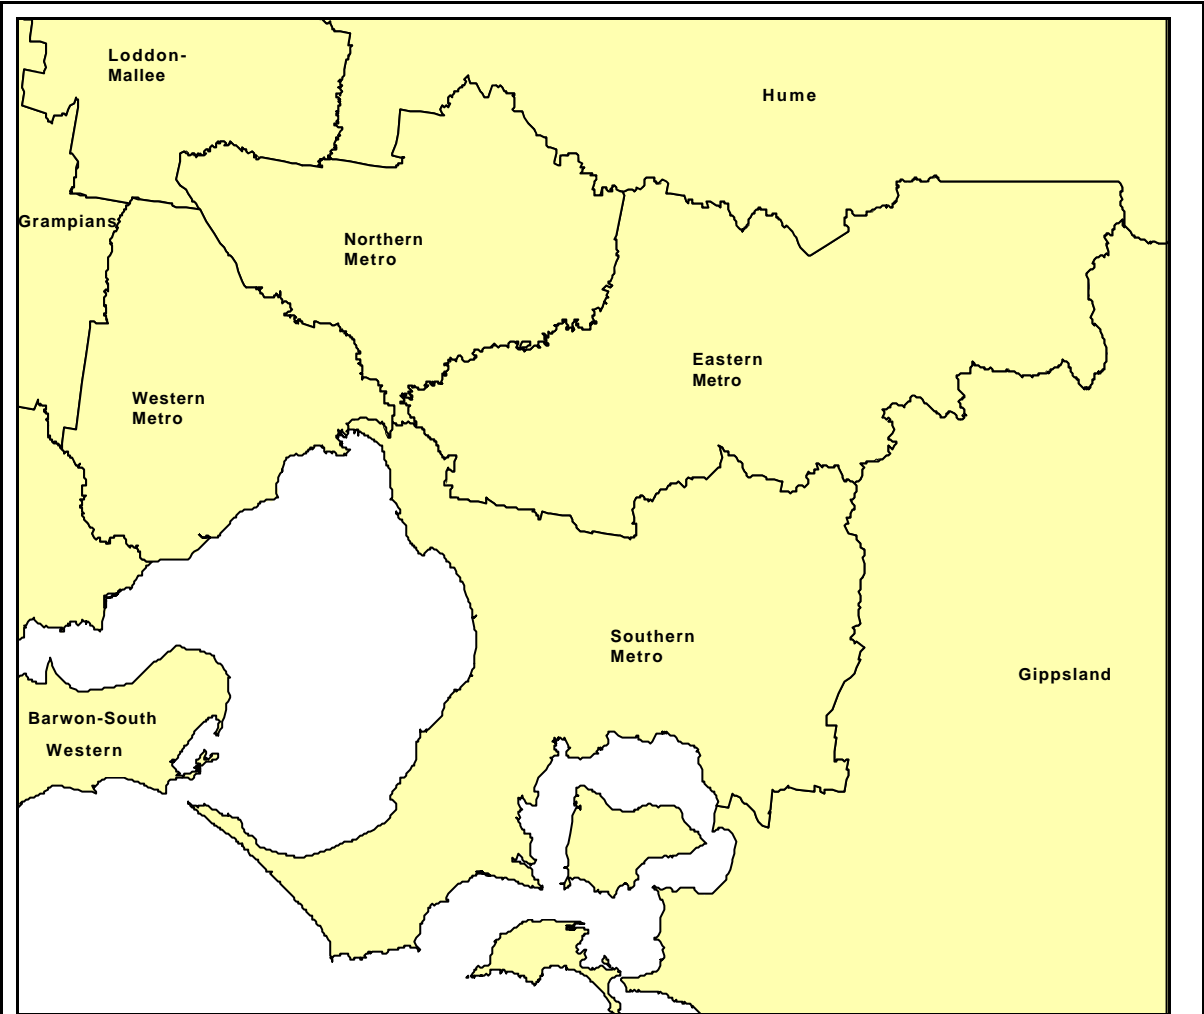 Loddon-
Mallee
Hume
Grampians
Northern
Metro
Eastern
Metro
Western
Metro
Southern
Metro
Gippsland
Barwon-South
Western